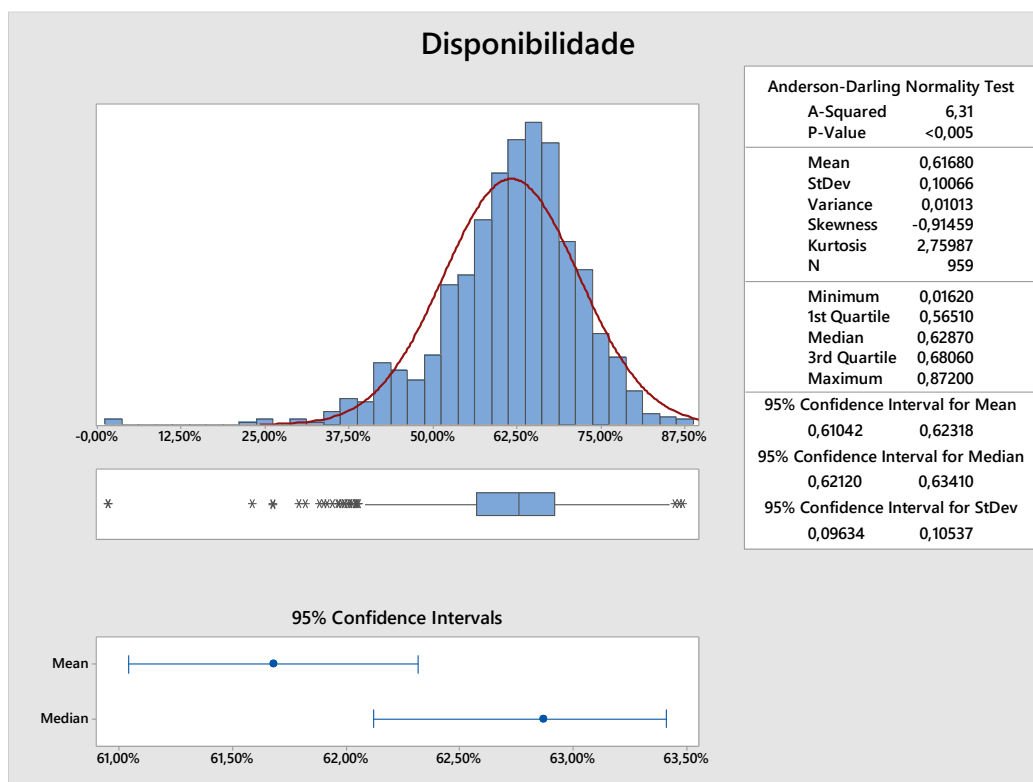 Disponibilidade
-0,00% 12,50% 25,00% 37,50% 50,00% 62,50% 75,00% 87,50%
Anderson-Darling Normality Test
A-Squared 6,31
P-Value <0,005
Mean 0,61680
StDev 0,10066
Variance 0,01013
Skewness -0,91459
Kurtosis 2,75987
N 959
Minimum 0,01620
1st Quartile 0,56510
Median 0,62870
3rd Quartile 0,68060
Maximum 0,87200
95% Confidence Interval for Mean
0,61042 0,62318
95% Confidence Interval for Median
0,62120 0,63410
95% Confidence Interval for StDev
0,09634 0,10537
95% Confidence Intervals
Mean
Median
61,00% 61,50% 62,00% 62,50% 63,00% 63,50%